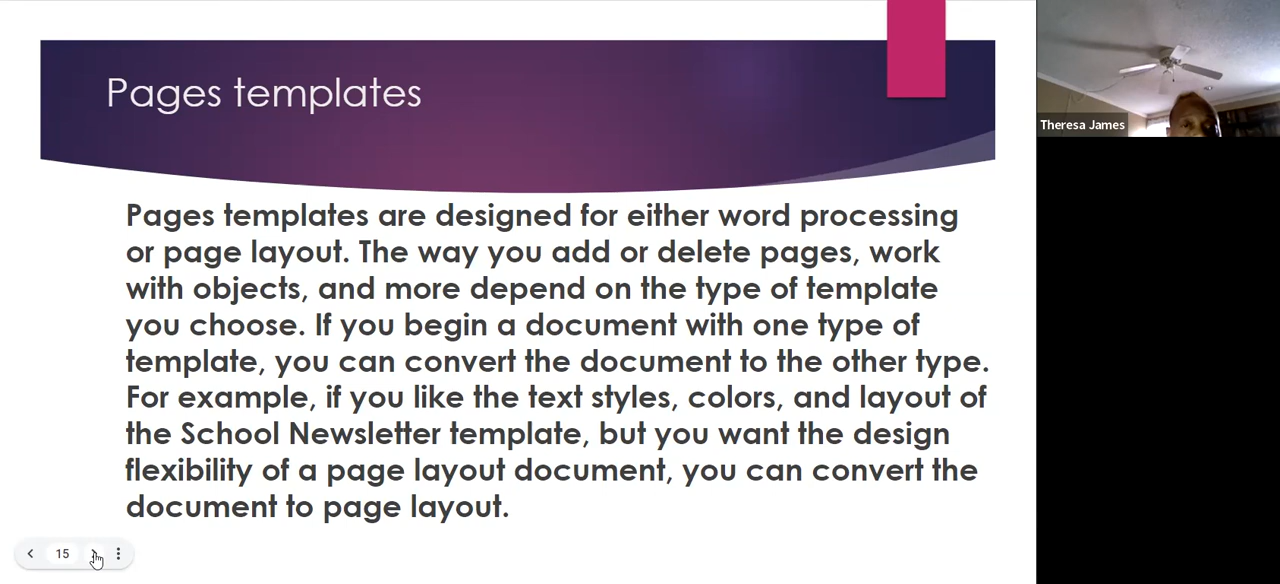 Pages templates
Theresa James
Pages templates are designed for either word processing
or page layout. The way you add or delete pages, work
with objects, and more depend on the type of template
you choose. If you begin a document with one type of
template, you can convert the document to the other type.
For example, if you like the text styles, colors, and layout of
the School Newsletter template, but you want the design
flexibility of a page layout document, you can convert the
document to page layout.
15